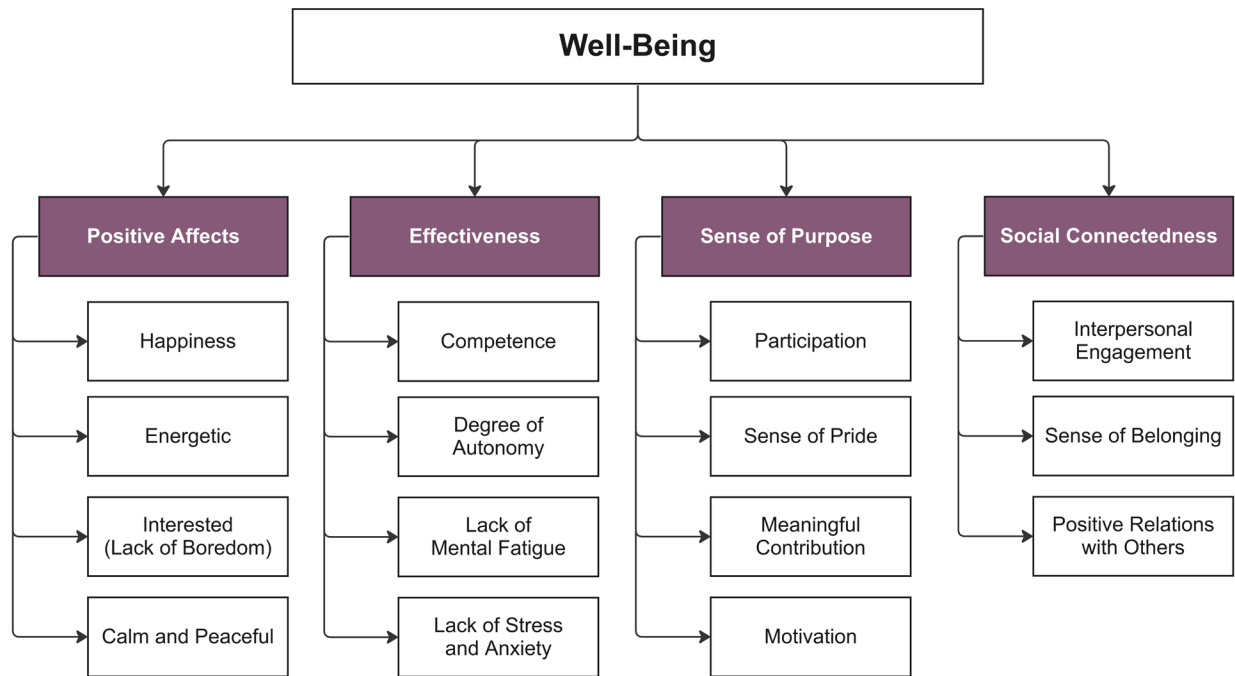 Well-Being
Positive Affects
Effectiveness
Sense of Purpose
Social Connectedness
Happiness
Competence
Participation
Interpersonal
Engagement
Energetic
Degree of
Autonomy
Sense of Pride
Sense of Belonging
Interested
(Lack of Boredom)
Lack of
Mental Fatigue
Meaningful
Contribution
Positive Relations
with Others
Calm and Peaceful
Lack of Stress
and Anxiety
Motivation